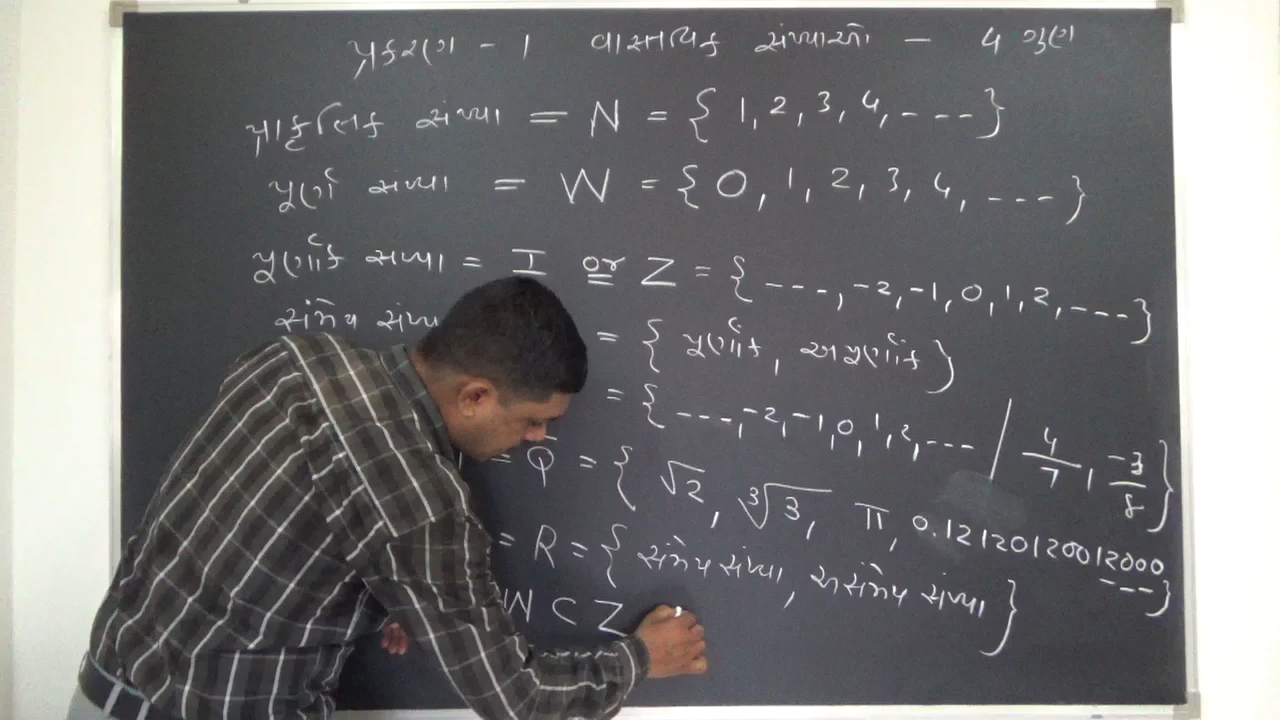 પ્રકરણ - 1 વાસ્તવિક સંખ્યાઓ - 4 ગુણ
પ્રાકૃતિક સંખ્યા = N = { 1, 2, 3, 4, - - - }
પૂર્ણ સંખ્યા = W = { 0, 1, 2, 3, 4, - - - }
પૂર્ણાંક સંખ્યા = I or Z = { - - -, -2, -1, 0, 1, 2, - - - }
સંમેય = { પૂર્ણાંક, અપૂર્ણાંક }
= { - - -, -2, -1, 0, 1, 2, - - - / 4/7, -3/8 }
= Q̅ = { √2, ∛3, π, 0.12120120012000 - - - }
= R = { સંમેય સંખ્યા, અસંમેય સંખ્યા }
W ⊂ Z